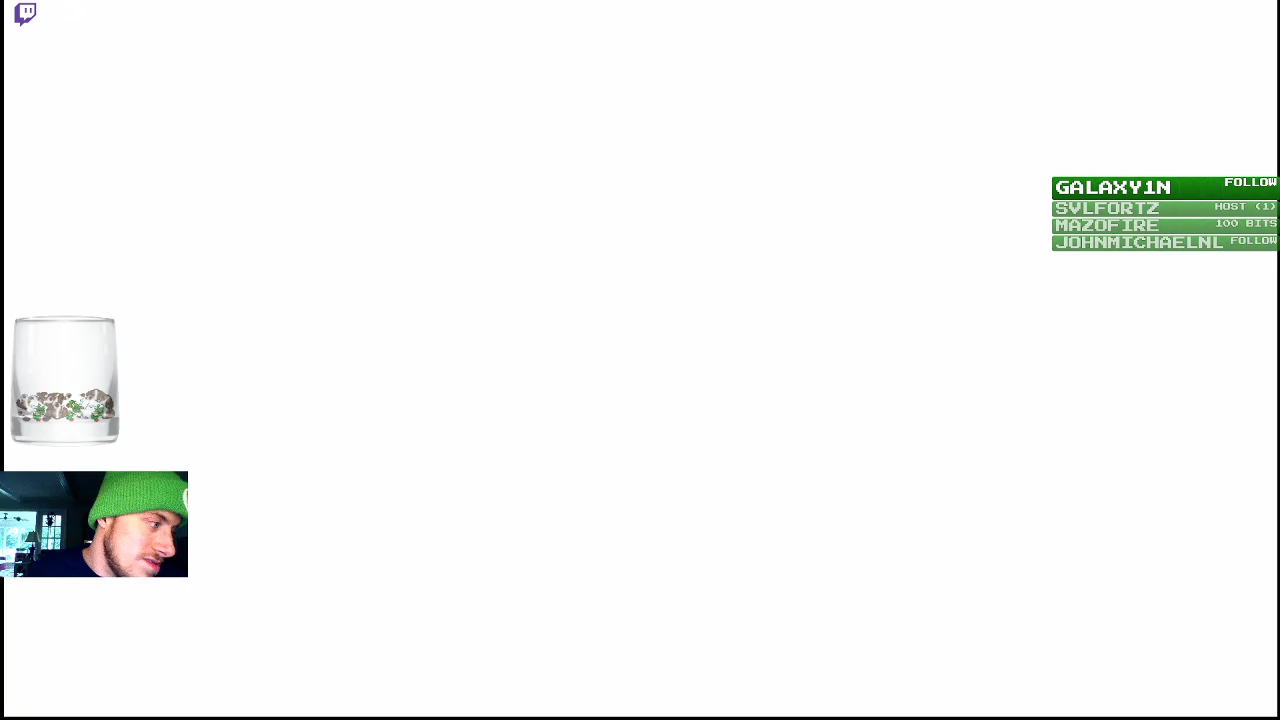 GALAXY1N FOLLOW
SVLFORTZ HOST (1)
MAZOFIRE 100 BITS
JOHNMICHAELNL FOLLOW